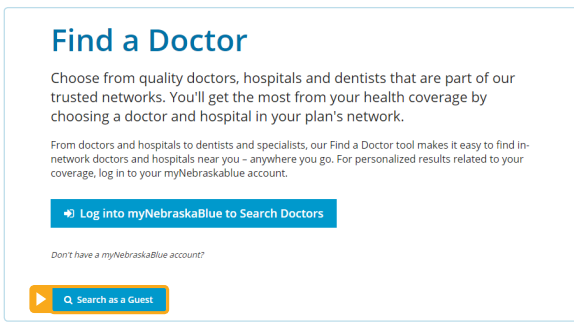 Find a Doctor
Choose from quality doctors, hospitals and dentists that are part of our
trusted networks. You'll get the most from your health coverage by
choosing a doctor and hospital in your plan's network.
From doctors and hospitals to dentists and specialists, our Find a Doctor tool makes it easy to find in-
network doctors and hospitals near you – anywhere you go. For personalized results related to your
coverage, log in to your myNebraskablue account.
Log into myNebraskaBlue to Search Doctors
Don't have a myNebraskaBlue account?
Search as a Guest